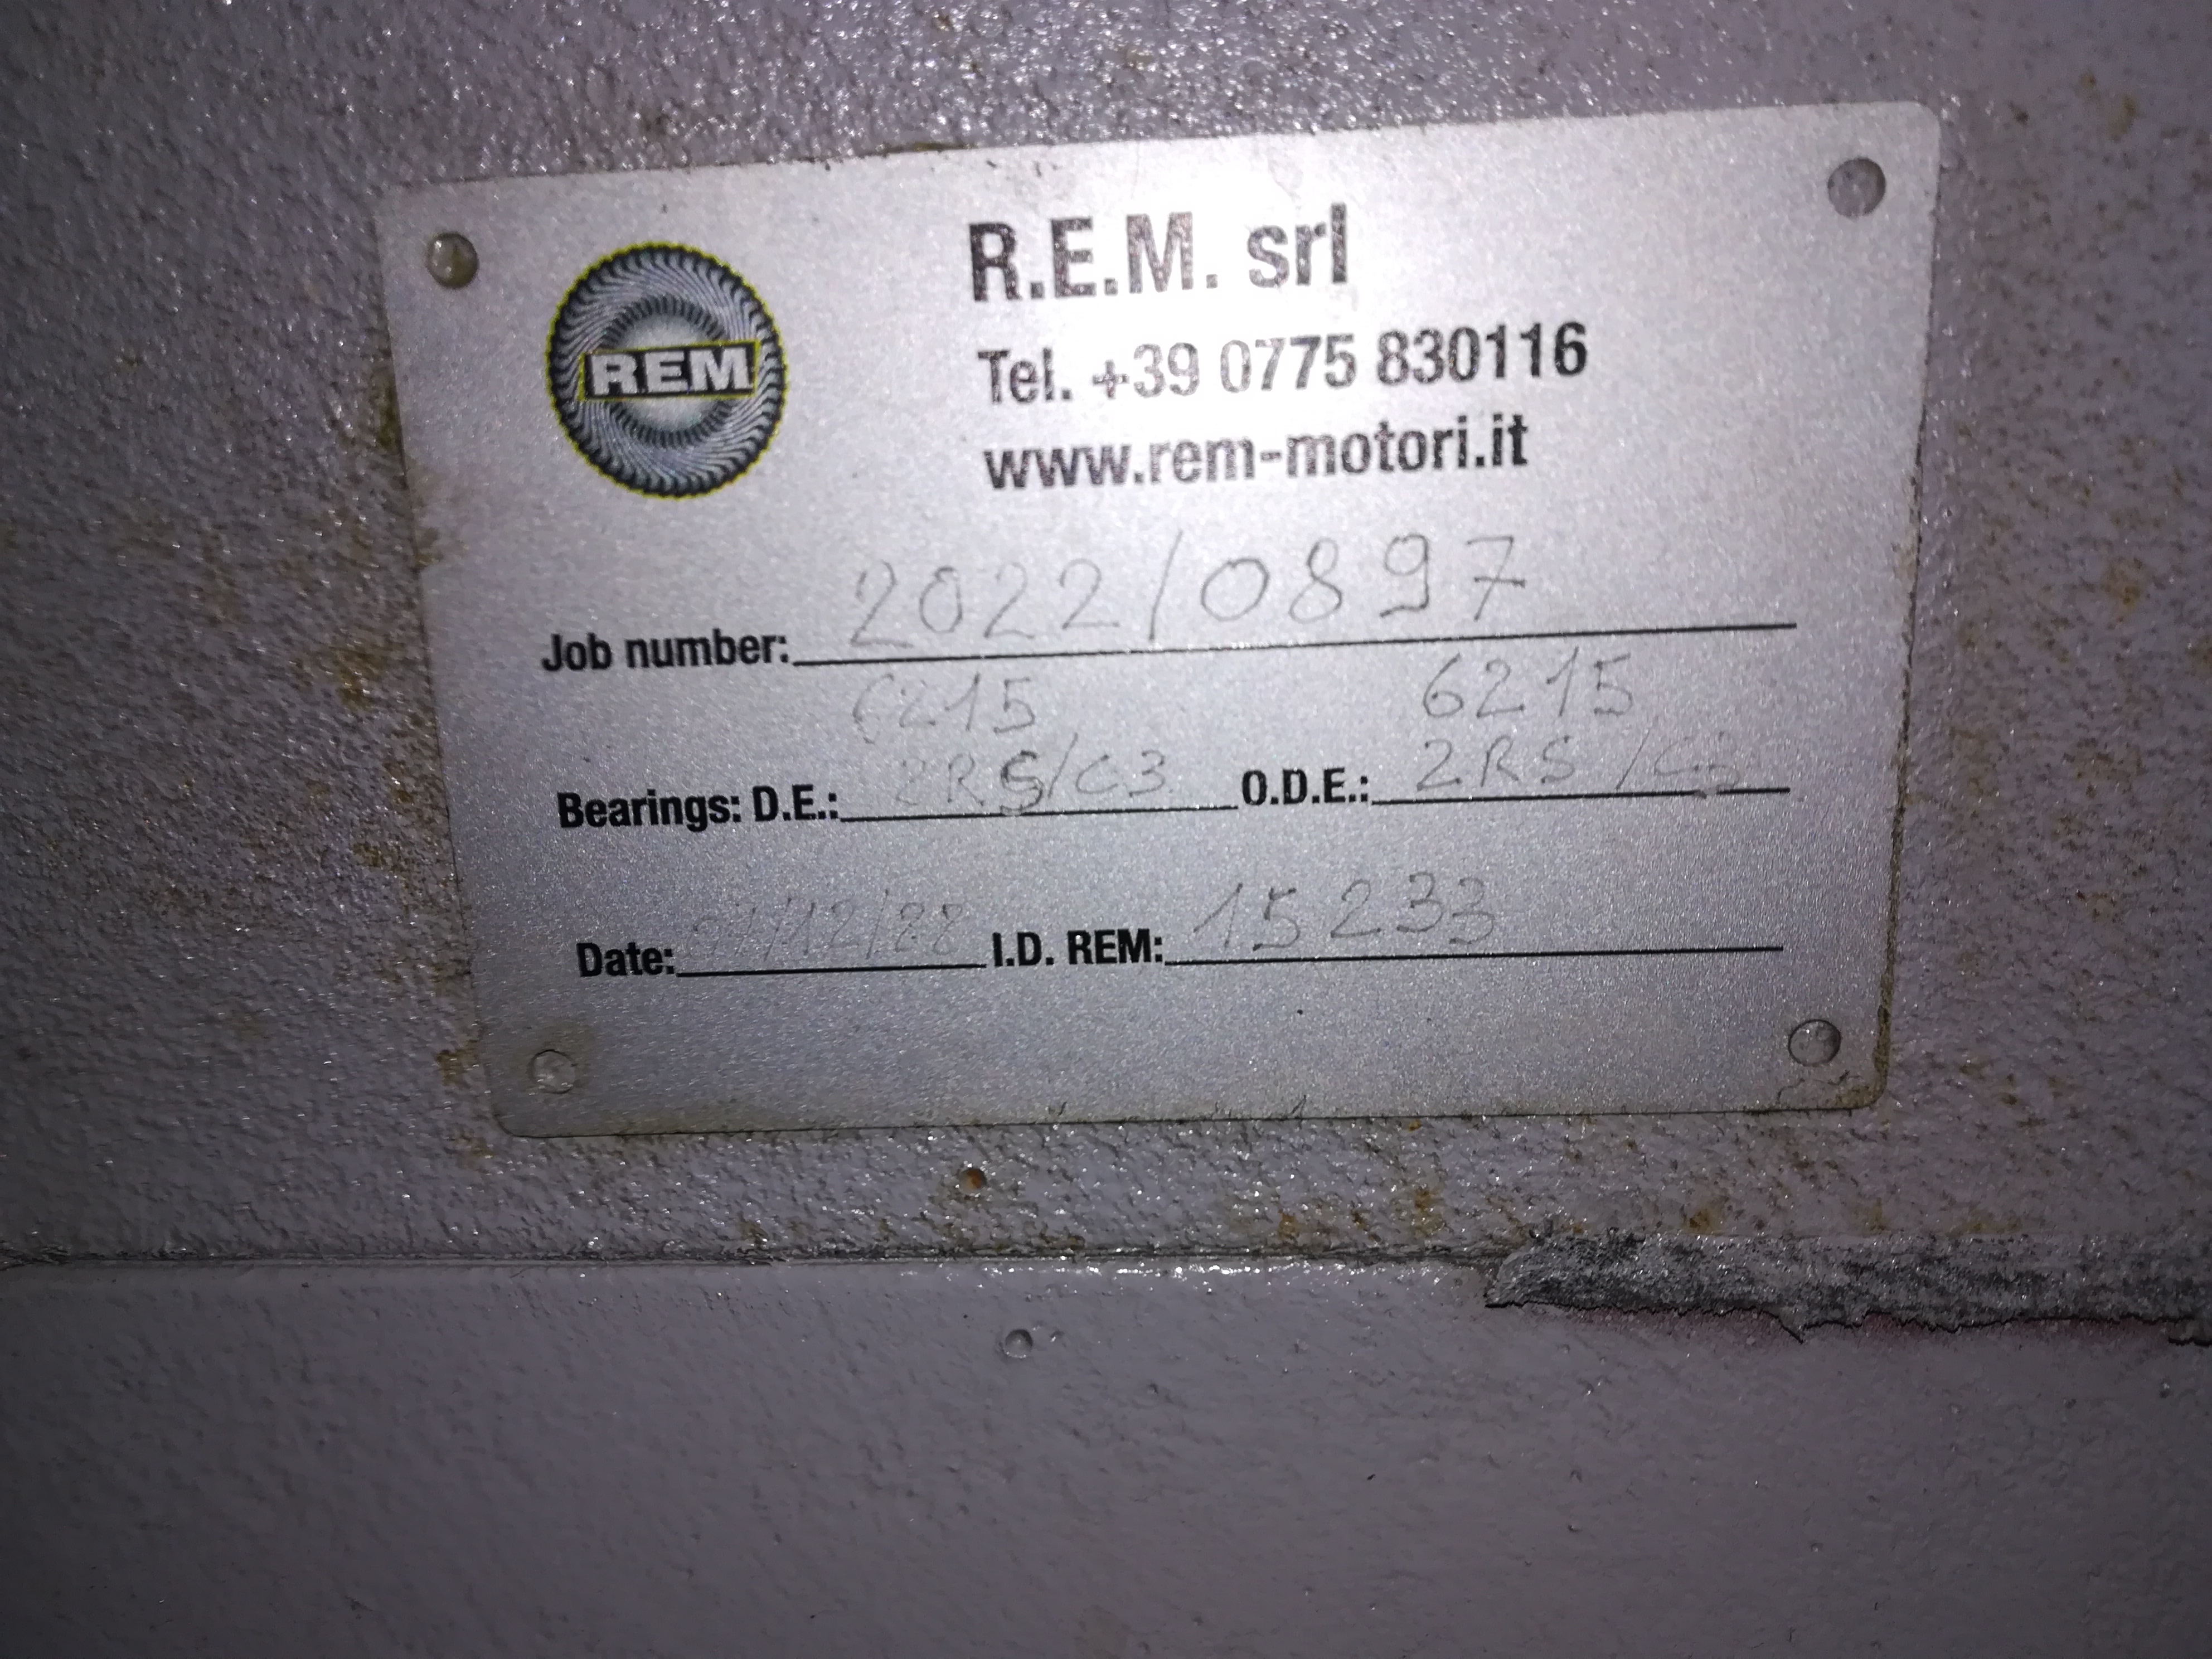 REM
R.E.M. srl
Tel. +39 0775 830116
www.rem-motori.it
Job number: 2022/0897
6215 6215
Bearings: D.E.: 2RS/C3 O.D.E.: 2RS/C3
Date: I.D. REM: 15233